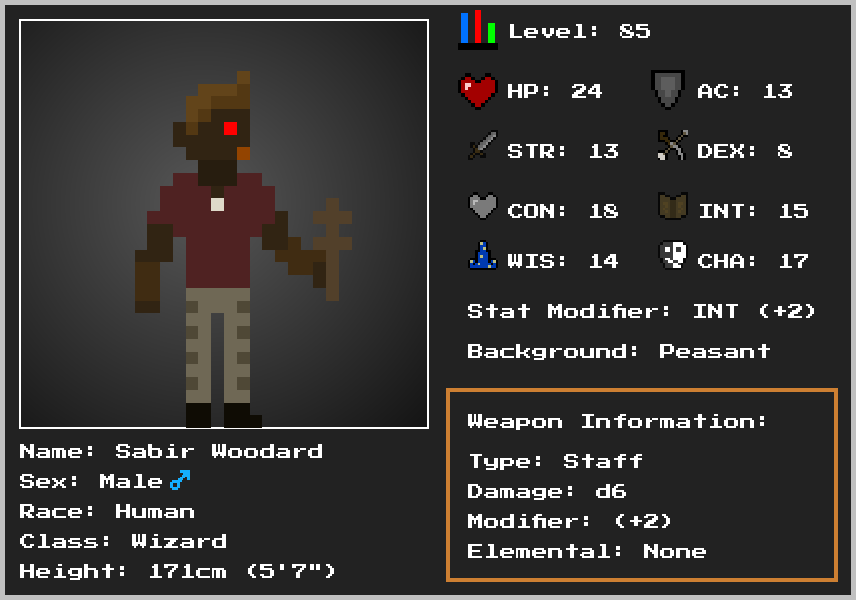 Level: 85
HP: 24 AC: 13
STR: 13 DEX: 8
CON: 18 INT: 15
WIS: 14 CHA: 17
Stat Modifier: INT (+2)
Background: Peasant
Weapon Information:
Type: Staff
Damage: d6
Modifier: (+2)
Elemental: None
Name: Sabir Woodard
Sex: Male♂
Race: Human
Class: Wizard
Height: 171cm (5'7")